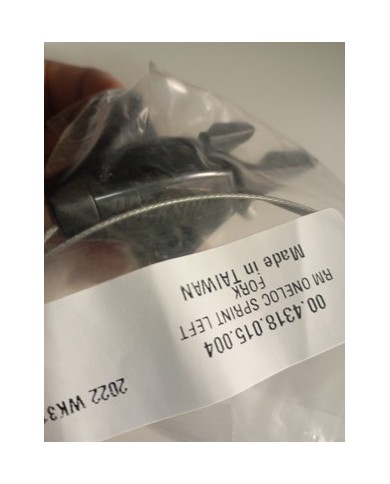 00.4318.015.004
RM ONELOC SPRINT LEFT
FORK
Made in TAIWAN
2022 WK3